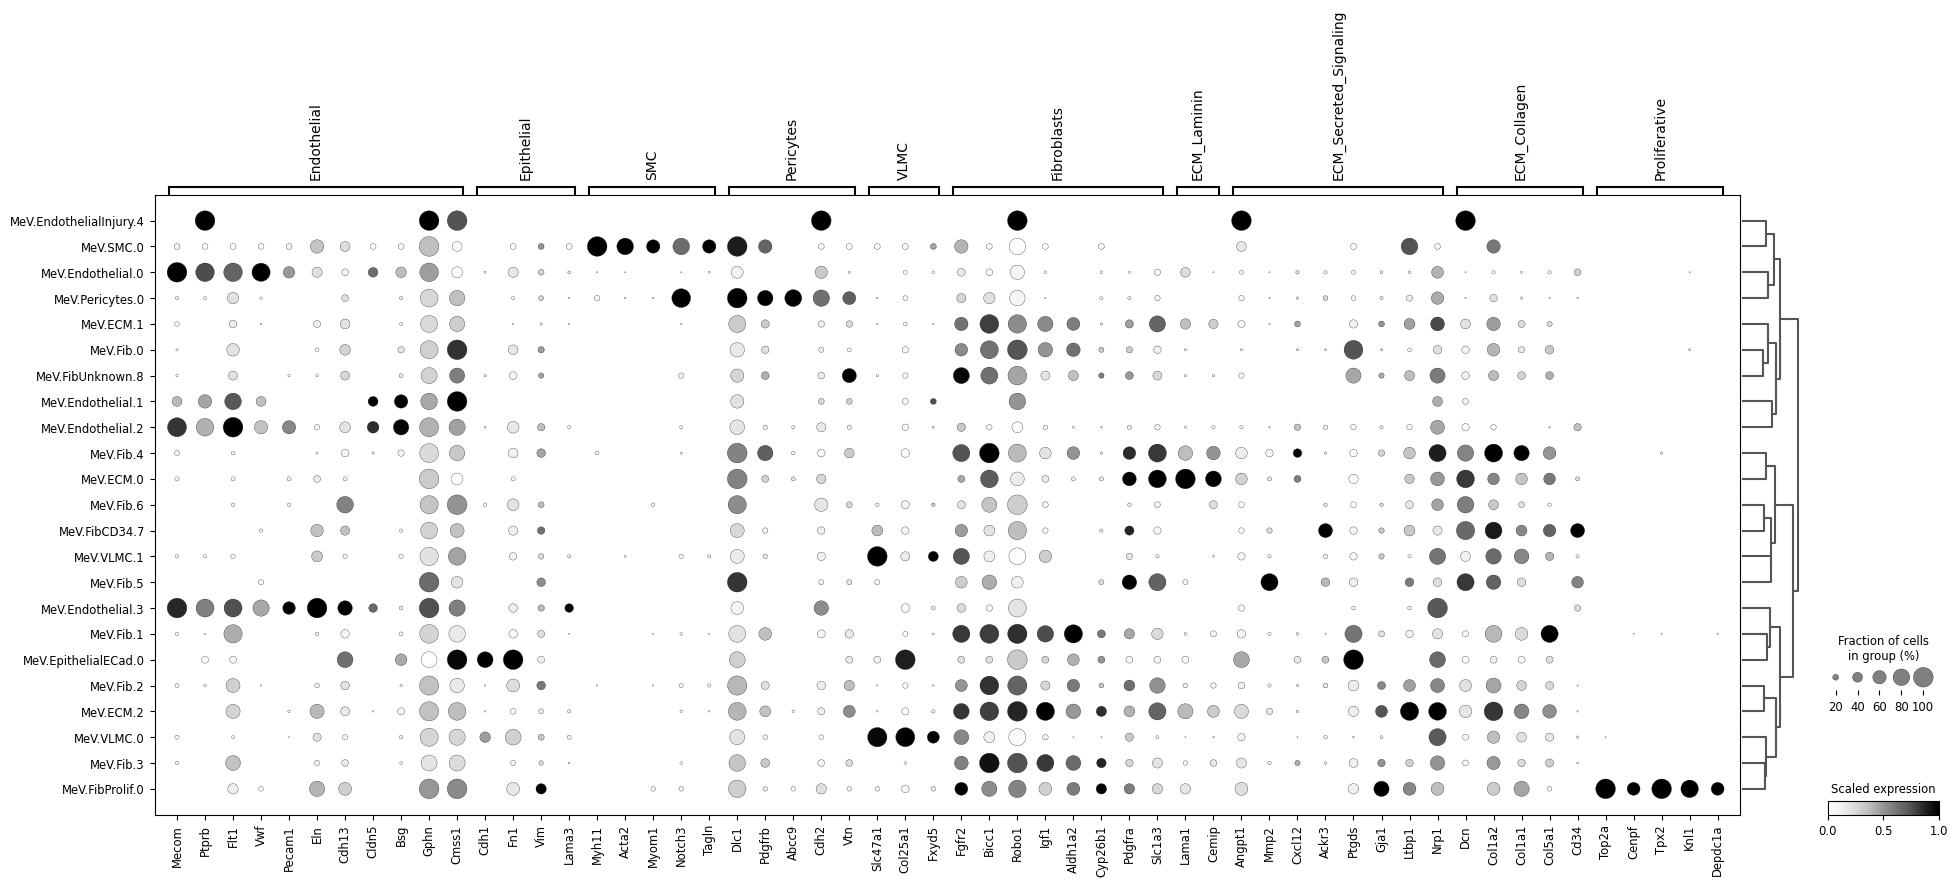 Endothelial
Epithelial
SMC
Pericytes
VLMC
Fibroblasts
ECM_Laminin
ECM_Secreted_Signaling
ECM_Collagen
Proliferative
MeV.EndothelialInjury.4
MeV.SMC.0
MeV.Endothelial.0
MeV.Pericytes.0
MeV.ECM.1
MeV.Fib.0
MeV.FibUnknown.8
MeV.Endothelial.1
MeV.Endothelial.2
MeV.Fib.4
MeV.ECM.0
MeV.Fib.6
MeV.FibCD34.7
MeV.VLMC.1
MeV.Fib.5
MeV.Endothelial.3
MeV.Fib.1
MeV.EpithelialECad.0
MeV.Fib.2
MeV.ECM.2
MeV.VLMC.0
MeV.Fib.3
MeV.FibProlif.0
Mecom
Ptprb
Flt1
Vwf
Pecam1
Eln
Cdh13
Cldn5
Bsg
Gphn
Cmss1
Cdh1
Fn1
Vim
Lama3
Myh11
Acta2
Myom1
Notch3
Tagln
Dlc1
Pdgfrb
Abcc9
Cdh2
Vtn
Slc47a1
Col25a1
Fxyd5
Fgfr2
Bicc1
Robo1
Igf1
Aldh1a2
Cyp26b1
Pdgfra
Slc1a3
Lama1
Cemip
Angpt1
Mmp2
Cxcl12
Ackr3
Ptgds
Gja1
Ltbp1
Nrp1
Dcn
Col1a2
Col1a1
Col5a1
Cd34
Top2a
Cenpf
Tpx2
Knl1
Depdc1a
Fraction of cells
in group (%)
20 40 60 80 100
Scaled expression
0.0 0.5 1.0